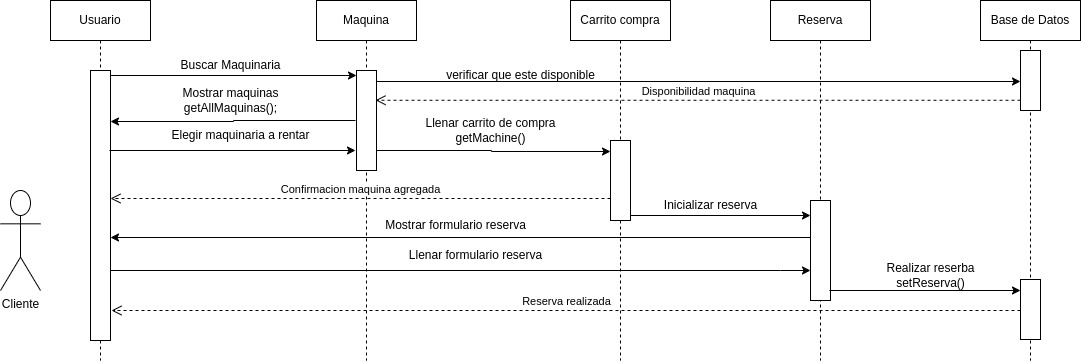 Usuario
Maquina
Carrito compra
Reserva
Base de Datos
Buscar Maquinaria
verificar que este disponible
Mostrar maquinas
getAllMaquinas();
Disponibilidad maquina
Elegir maquinaria a rentar
Llenar carrito de compra
getMachine()
Confirmacion maquina agregada
Inicializar reserva
Mostrar formulario reserva
Llenar formulario reserva
Realizar reserba
setReserva()
Reserva realizada
Cliente